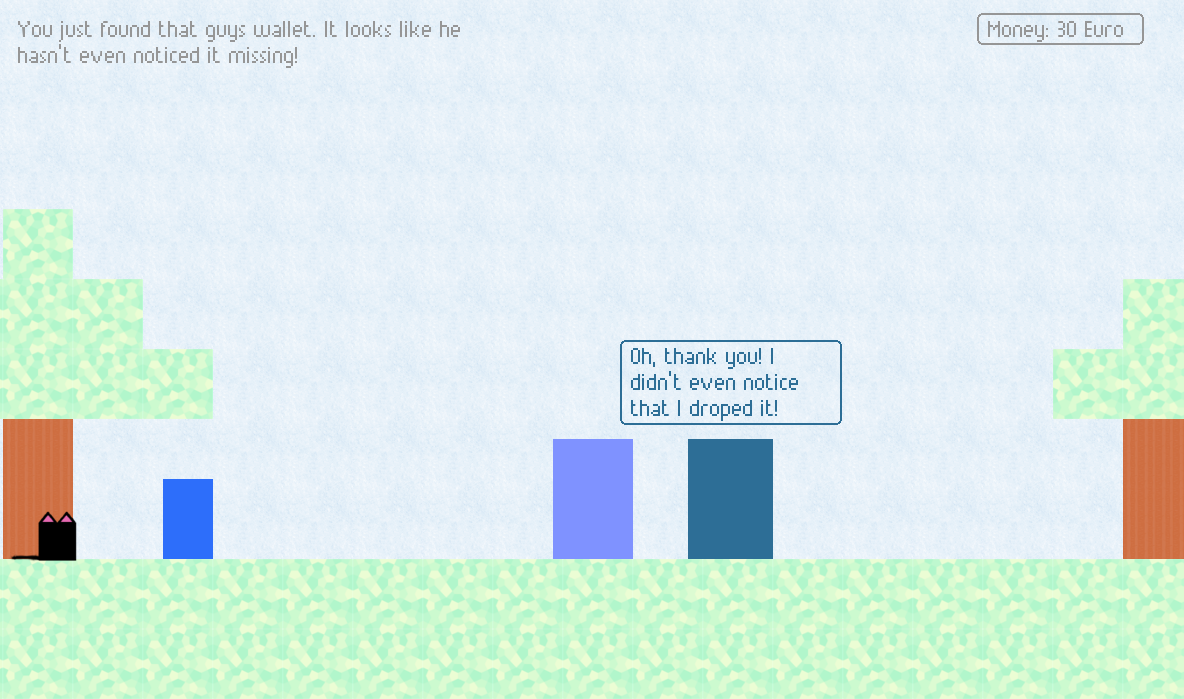 You just found that guys wallet. It looks like he
hasn't even noticed it missing!
Money: 30 Euro
Oh, thank you! I
didn't even notice
that I droped it!